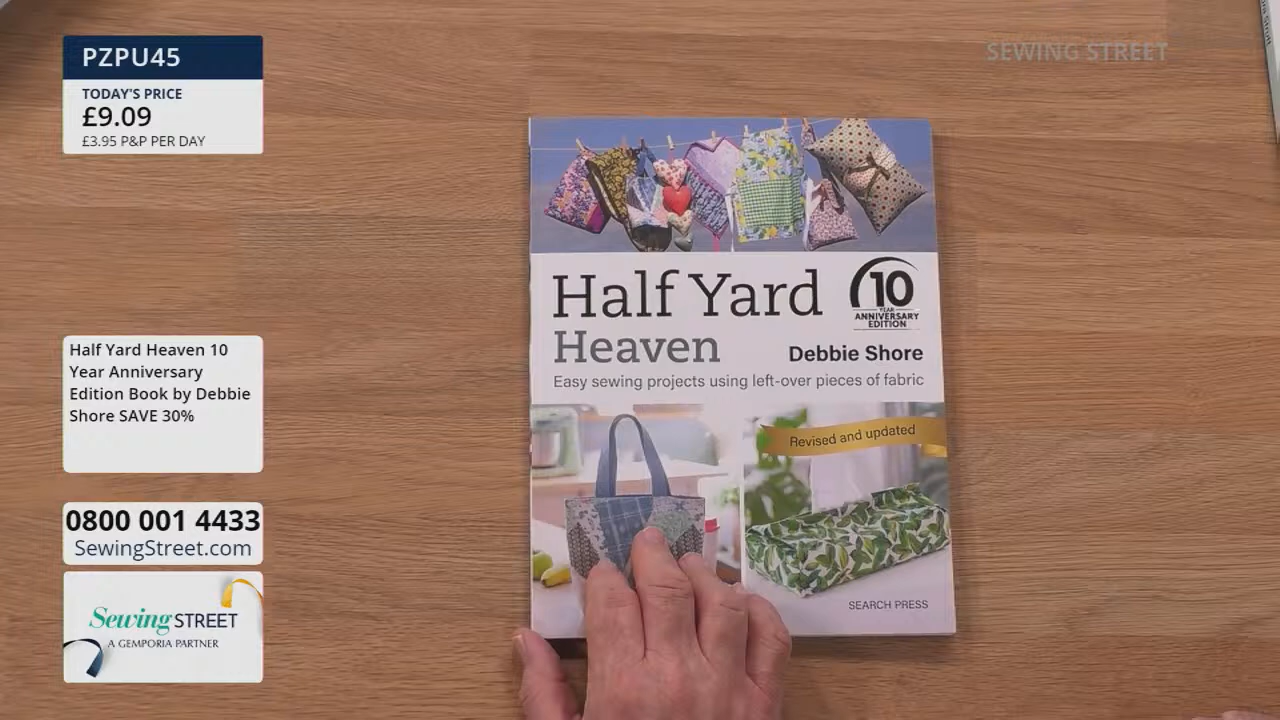 PZPU45
TODAY'S PRICE
£9.09
£3.95 P&P PER DAY
Half Yard Heaven 10
Year Anniversary
Edition Book by Debbie
Shore SAVE 30%
0800 001 4433
SewingStreet.com
Sewing STREET
A GEMPORIA PARTNER
SEWING STREET
Half Yard
Heaven
10
YEAR
ANNIVERSARY
EDITION
Debbie Shore
Easy sewing projects using left-over pieces of fabric
Revised and updated
SEARCH PRESS